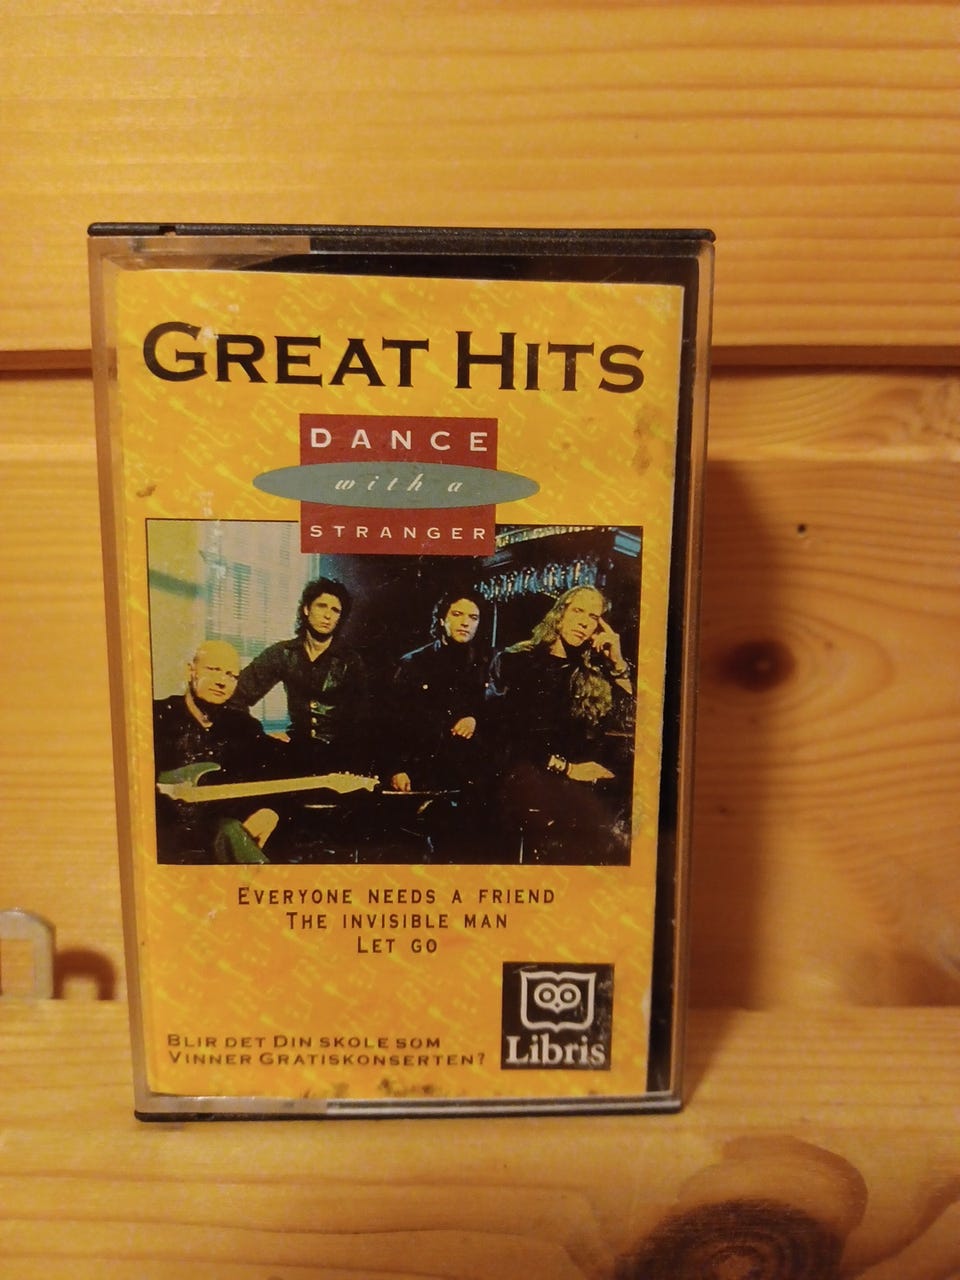 GREAT HITS
DANCE
with a
STRANGER
EVERYONE NEEDS A FRIEND
THE INVISIBLE MAN
LET GO
BLIR DET DIN SKOLE SOM
VINNER GRATISKONSERTEN?
Libris